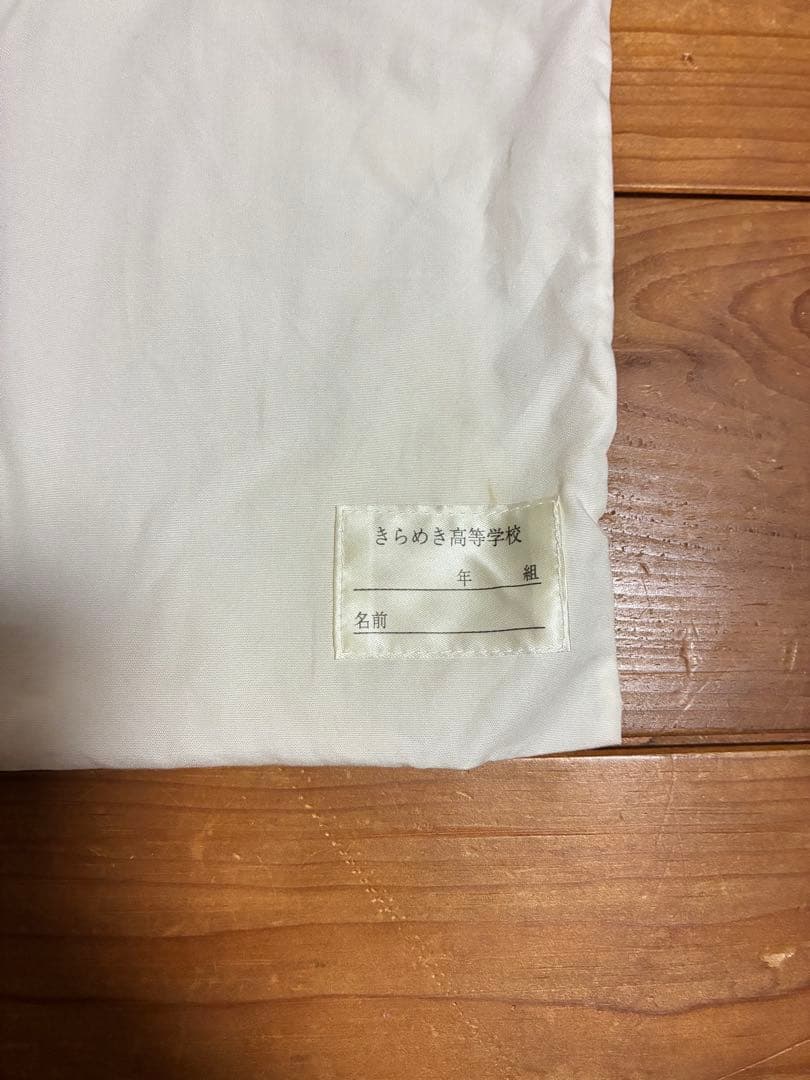 きらめき高等学校
年 組
名前